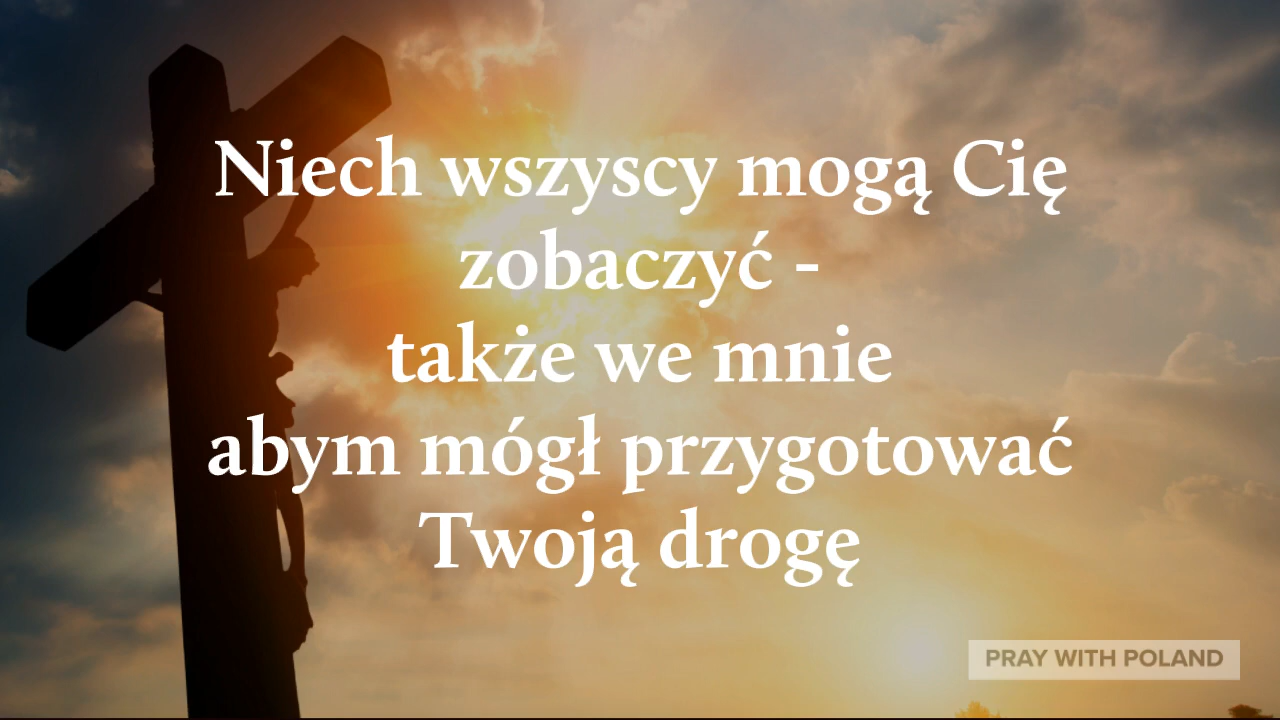 Niech wszyscy mogą Cię
zobaczyć -
także we mnie
abym mógł przygotować
Twoją drogę
PRAY WITH POLAND